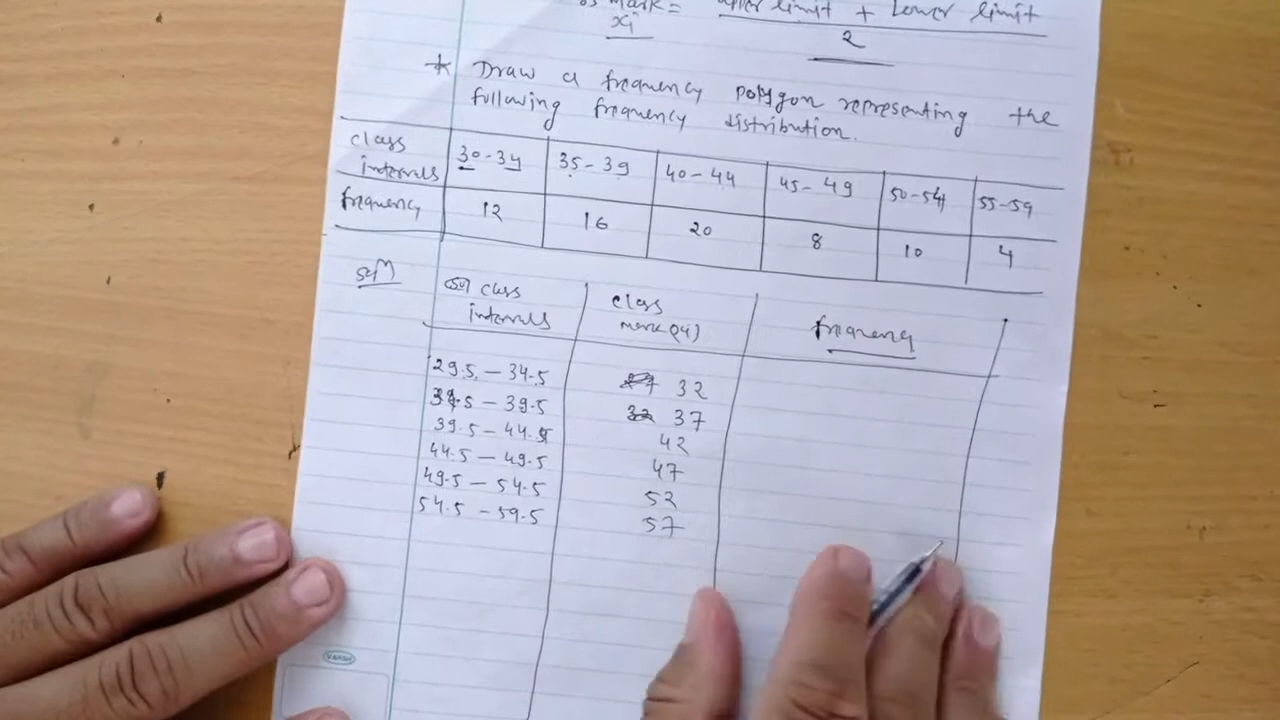 mark = upper limit + Lower limit
xi 2
* Draw a frequency polygon representing the
following frequency distribution.
class intervals 30-34 35-39 40-44 45-49 50-54 55-59
frequency 12 16 20 8 10 4
class intervals class mark frequency
29.5 - 34.5 32
34.5 - 39.5 37
39.5 - 44.5 42
44.5 - 49.5 47
49.5 - 54.5 52
54.5 - 59.5 57